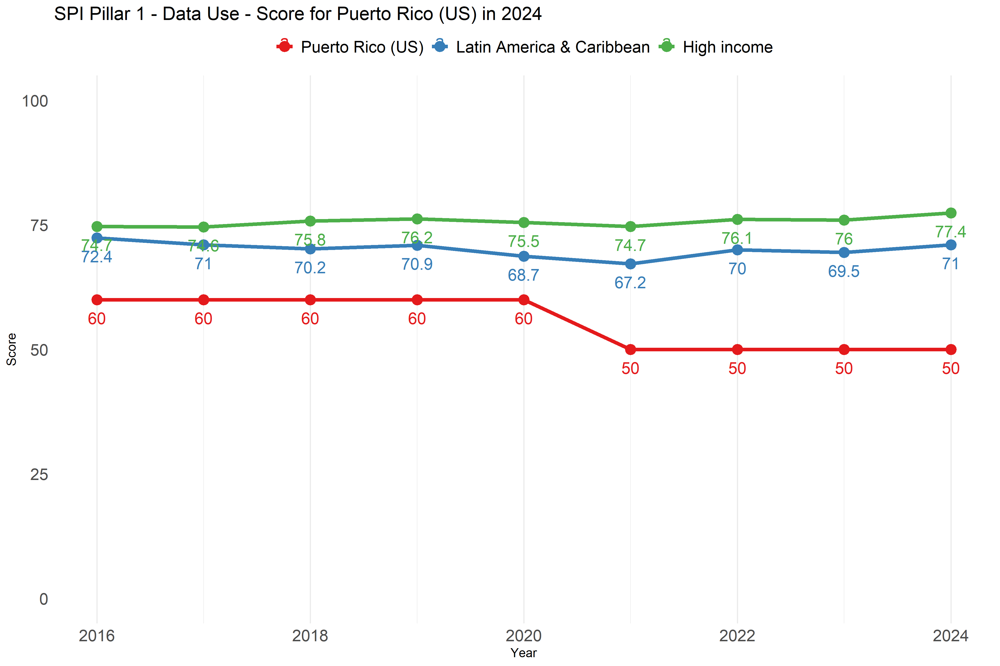 SPI Pillar 1 - Data Use - Score for Puerto Rico (US) in 2024
a Puerto Rico (US) a Latin America & Caribbean a High income
100
75
50
25
0
Score
74.7 74.6 75.8 76.2 75.5 74.7 76.1 76 77.4
72.4 71 70.2 70.9 68.7 67.2 70 69.5 71
60 60 60 60 60
50 50 50 50
2016 2018 2020 2022 2024
Year